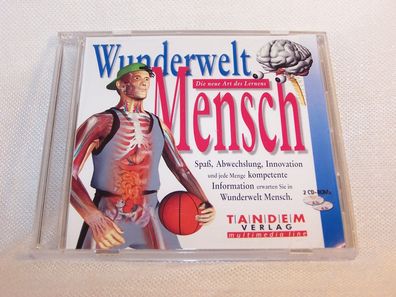 Wunderwelt
Die neue Art des Lernens
Mensch
Spaß, Abwechslung, Innovation
und jede Menge kompetente
Information erwarten Sie in
Wunderwelt Mensch.
2 CD-ROMs
TANDEM
VERLAG
multimedia line